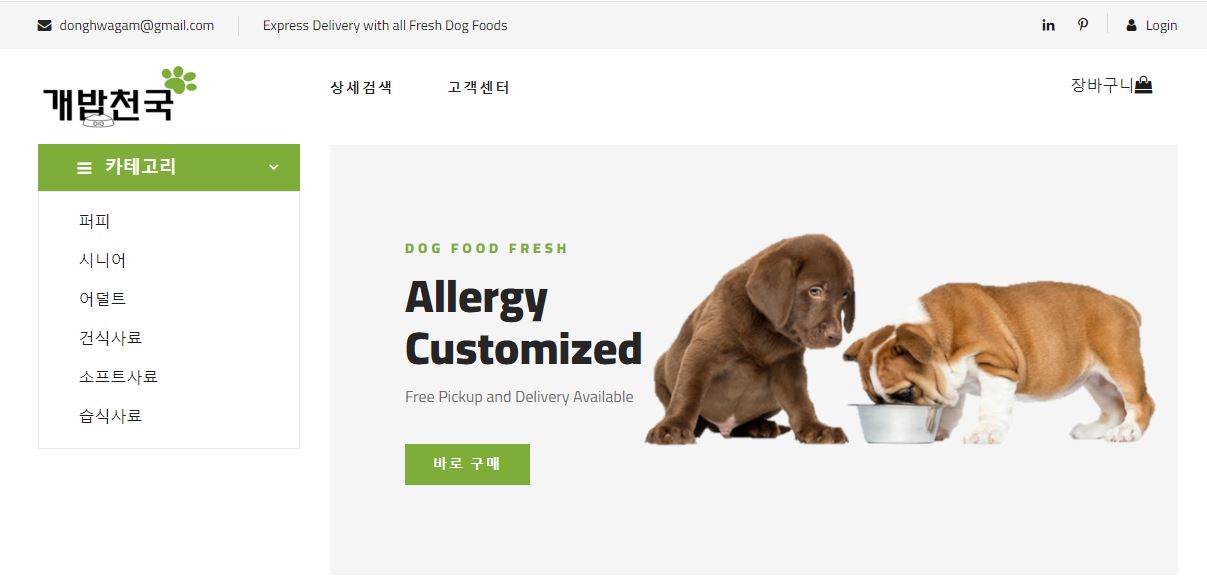 donghwagam@gmail.com
Express Delivery with all Fresh Dog Foods
in
Login
개밥천국
상세검색
고객센터
장바구니
카테고리
퍼피
시니어
어덜트
건식사료
소프트사료
습식사료
DOG FOOD FRESH
Allergy
Customized
Free Pickup and Delivery Available
바로 구매